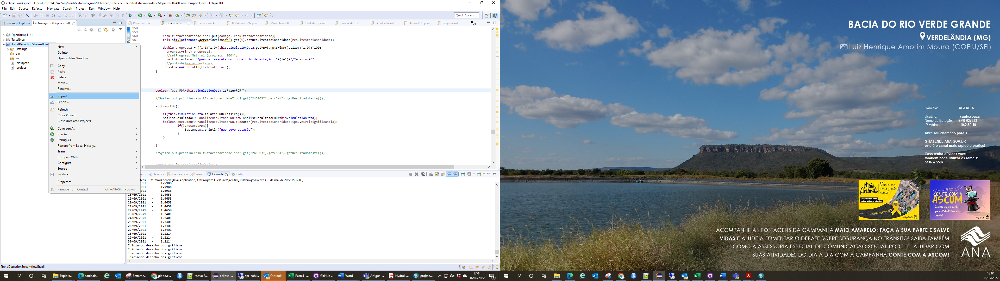 eclipse-workspace - OpenJump1141/src/org/snirh/extremos_unb/deteccao/util/ExecutarTestesEstacionaridadeMapaResultsAllCorrelTemporal.java - Eclipse IDE
File Edit Source Refactor Navigate Search Project Run Window Help
Quick Access
Package Explorer
Navigator (Deprecated)
PanelSimula...
ExecutarTes...
SelecionarA...
TFPWcunbPW.java
MannKendall...
DadoTemporal...
FuncaoAutoC...
AnaliseResul...
DefinirFDR.java
PegarResult...
36
OpenJump1141
TesteExcel
TrendDetectionStreamflow
.settings
bin
src
.classpath
.project
New
Go Into
Open in New Window
Copy
Paste
Delete
Move...
Rename...
Import...
Export...
Refresh
Close Project
Close Unrelated Projects
Coverage As
Run As
Debug As
Restore from Local History...
Team
Compare With
Configure
Source
Validate
Properties
Remove from Context Ctrl+Alt+Shift+Down
958
959
960 resultEstacionaridadeTipo1.put(codigo, resultestacionaridade);
961 this.simulationData.getVariaveisHidr().get(i).setResultestacionaridade(resultestacionaridade);
double progress2 = ((i+1)*1.0/(this.simulationData.getVariaveisHidr().size()*1.0))*100;
progress=(int) progress2;
//setProgress(Math.min(progress, 100));
textointerface= "Aguarde..executando  o cálculo da estação  "+(i+1)+"/"+nestac+"";
//publish(textointerface);
System.out.println(textointerface);
}
boolean fazerFDR=this.simulationData.isFazerFDR();
//System.out.println(resultEstacionaridadeTipo2.get("245003").get("MK").getResultadoteste());
if(fazerFDR){
if(this.simulationData.isFazerFDRClassico()){
AnaliseResultadoFDR analiseResultadoFDR=new AnaliseResultadoFDR(this.simulationData);
boolean executouFDR=analiseResultadoFDR.executar(resultEstacionaridadeTipo2,nivelsignificancia);
if(!executouFDR){
System.out.println("nao teve estação");
}
}
}
//System.out.println(resultEstacionaridadeTipo2.get("245003").get("MK").getResultadoteste());
ems Javadoc Declaration Search Console Debug
ted> JUMPWorkbench [Java Application] C:\Program Files\Java\jre1.8.0_181\bin\javaw.exe (13 de mai de 2022 15:17:09)
2021 - 1.5988
2021 - 1.5988
2021 - 1.5988
18/09/2021 - 1.4658
19/09/2021 - 1.4658
20/09/2021 - 1.4658
21/09/2021 - 1.4658
22/09/2021 - 1.4658
23/09/2021 - 1.3401
24/09/2021 - 1.3401
25/09/2021 - 1.3401
26/09/2021 - 1.3401
27/09/2021 - 1.3401
28/09/2021 - 1.2214
29/09/2021 - 1.2214
30/09/2021 - 1.2214
Iniciando desenho dos gráficos
Iniciando desenho dos gráficos
Iniciando desenho dos gráficos
Iniciando desenho dos gráficos
TrendDetectionStreamflowBrazil
Explora... sauloair... Ferrame... globo.c... *novo 8... eclipse-... spr-cohi... Outlook Pasta1 -... GitHub ... Word Artigos_... Hydrol. ... projeto... 17:04
16/05/2022
7
BACIA DO RIO VERDE GRANDE
VERDELÂNDIA (MG)
Luiz Henrique Amorim Moura (COFIU/SFI)
Domínio: AGENCIA
Usuário: saulo.souza
Nome da Estação: SPR-027333
IP Address: 10.2.80.19
Abra seu chamado para TI:
STIATENDE.ANA.GOV.BR
este é o canal mais rápido e prático!
Caso tenha dúvidas você
também pode utilizar os ramais:
5416 e 5597
Maio Amarelo
Faça a sua
parte e salve
vidas!
Todo mundo pode
salvar vidas no trânsito!
JUNTOS SALVAMOS VIDAS
ANA
CONTE COM A
ASCOM
Conheça alguns coelhos
que a ASCOM tira da
cartola!
ANA
ACOMPANHE AS POSTAGENS DA CAMPANHA MAIO AMARELO: FAÇA A SUA PARTE E SALVE
VIDAS E AJUDE A FOMENTAR O DEBATE SOBRE SEGURANÇA NO TRÂNSITO! SAIBA TAMBÉM
COMO A ASSESSORIA ESPECIAL DE COMUNICAÇÃO SOCIAL PODE TE AJUDAR COM
SUAS ATIVIDADES DO DIA A DIA COM A CAMPANHA CONTE COM A ASCOM!
ANA
17:04
16/05/2022